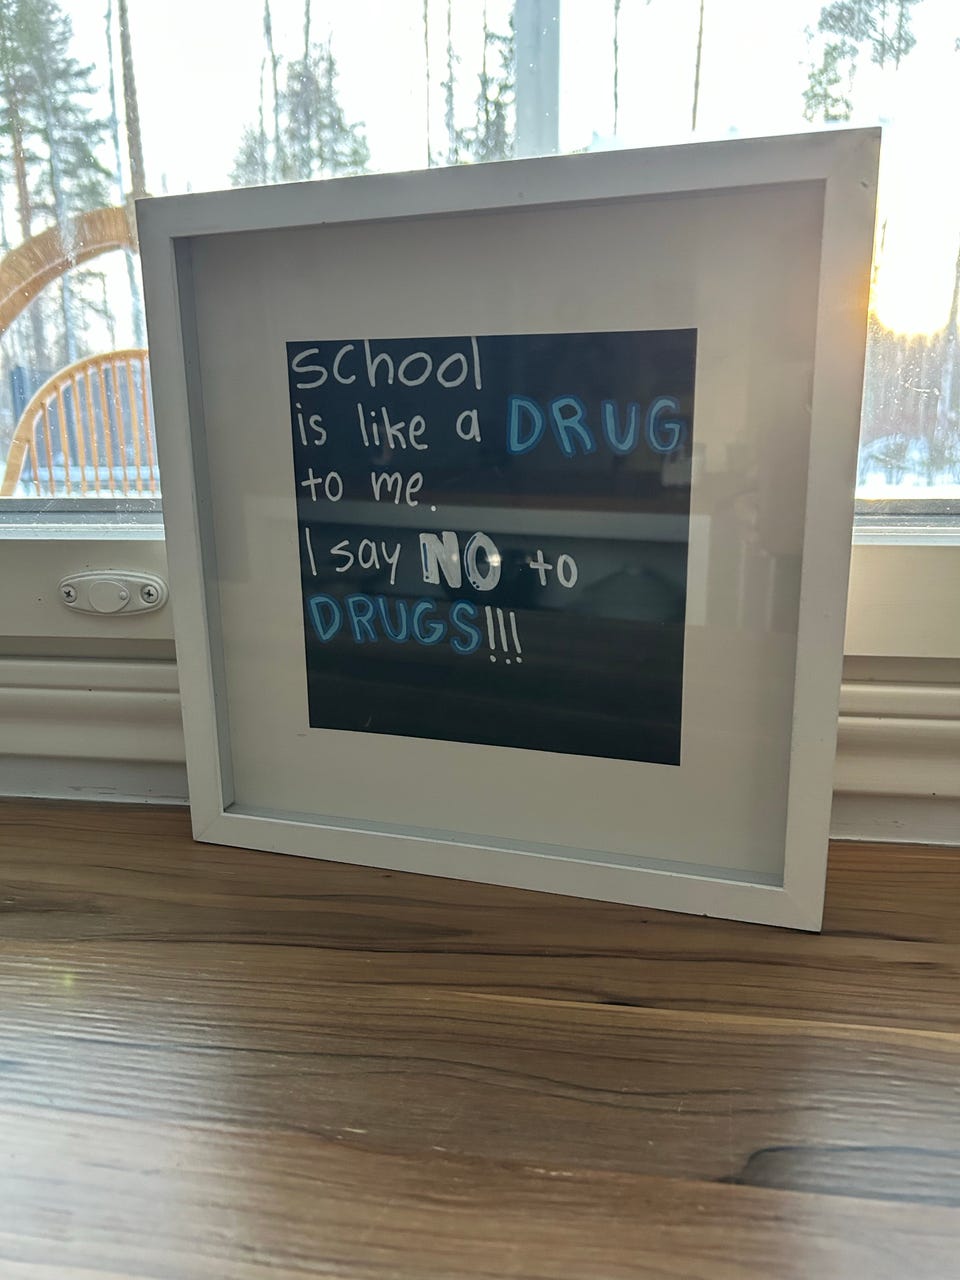 school
is like a DRUG
to me.
I say NO to
DRUGS!!!